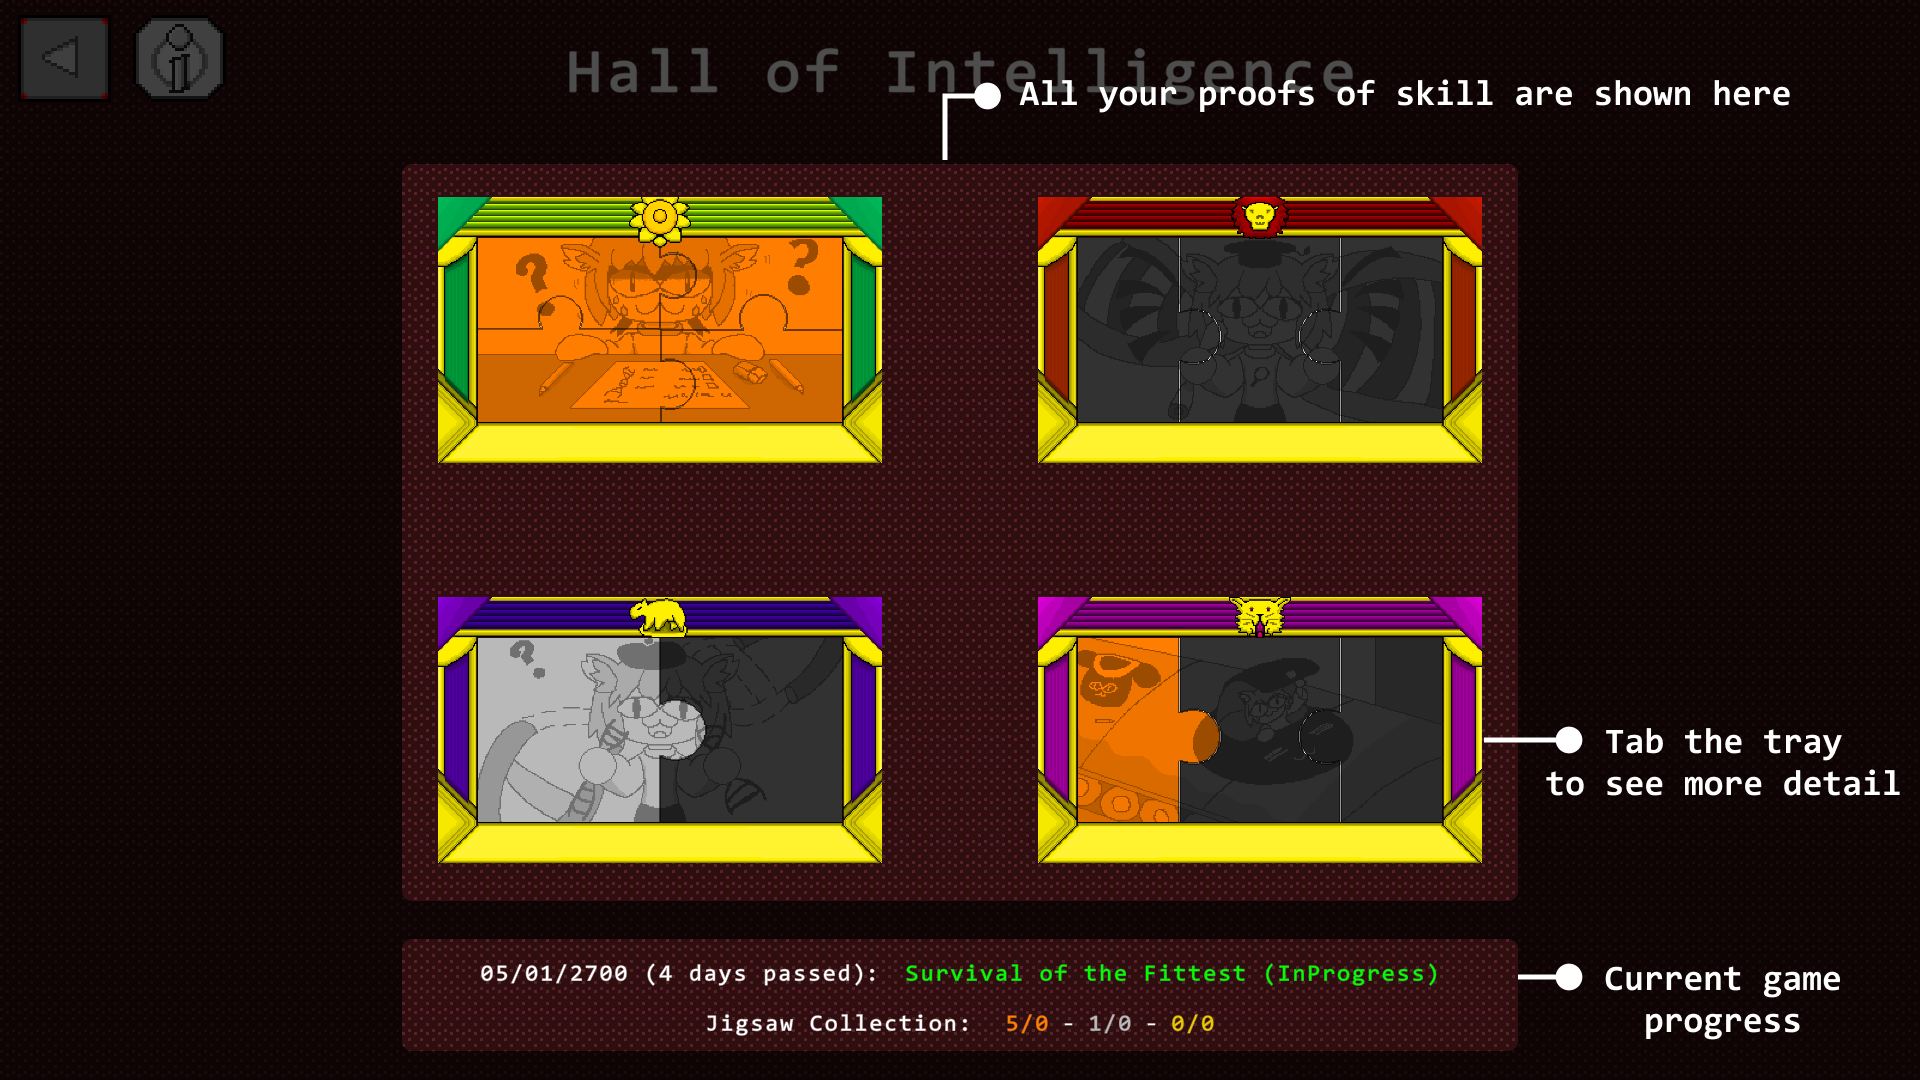 Hall of Intelligence
All your proofs of skill are shown here
Tab the tray
to see more detail
05/01/2700 (4 days passed): Survival of the Fittest (InProgress)
Jigsaw Collection: 5/0 - 1/0 - 0/0
Current game
progress